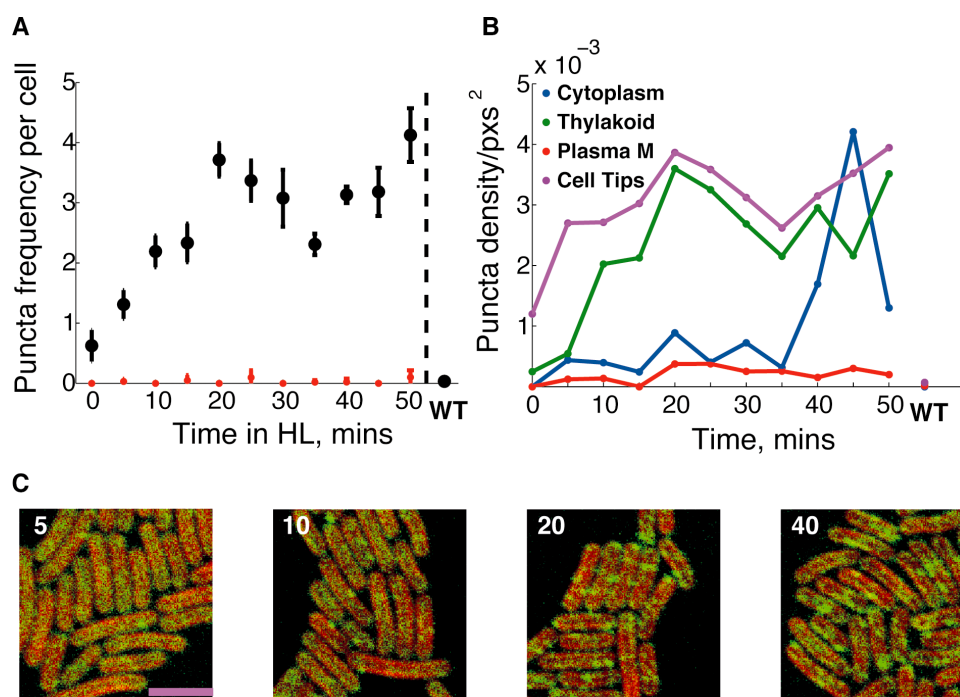 A
Puncta frequency per cell
5
4
3
2
1
0
0 10 20 30 40 50 WT
Time in HL, mins
B
x 10⁻³
Puncta density/pxs²
5
4
3
2
1
0
Cytoplasm
Thylakoid
Plasma M
Cell Tips
0 10 20 30 40 50 WT
Time, mins
C
5 10 20 40